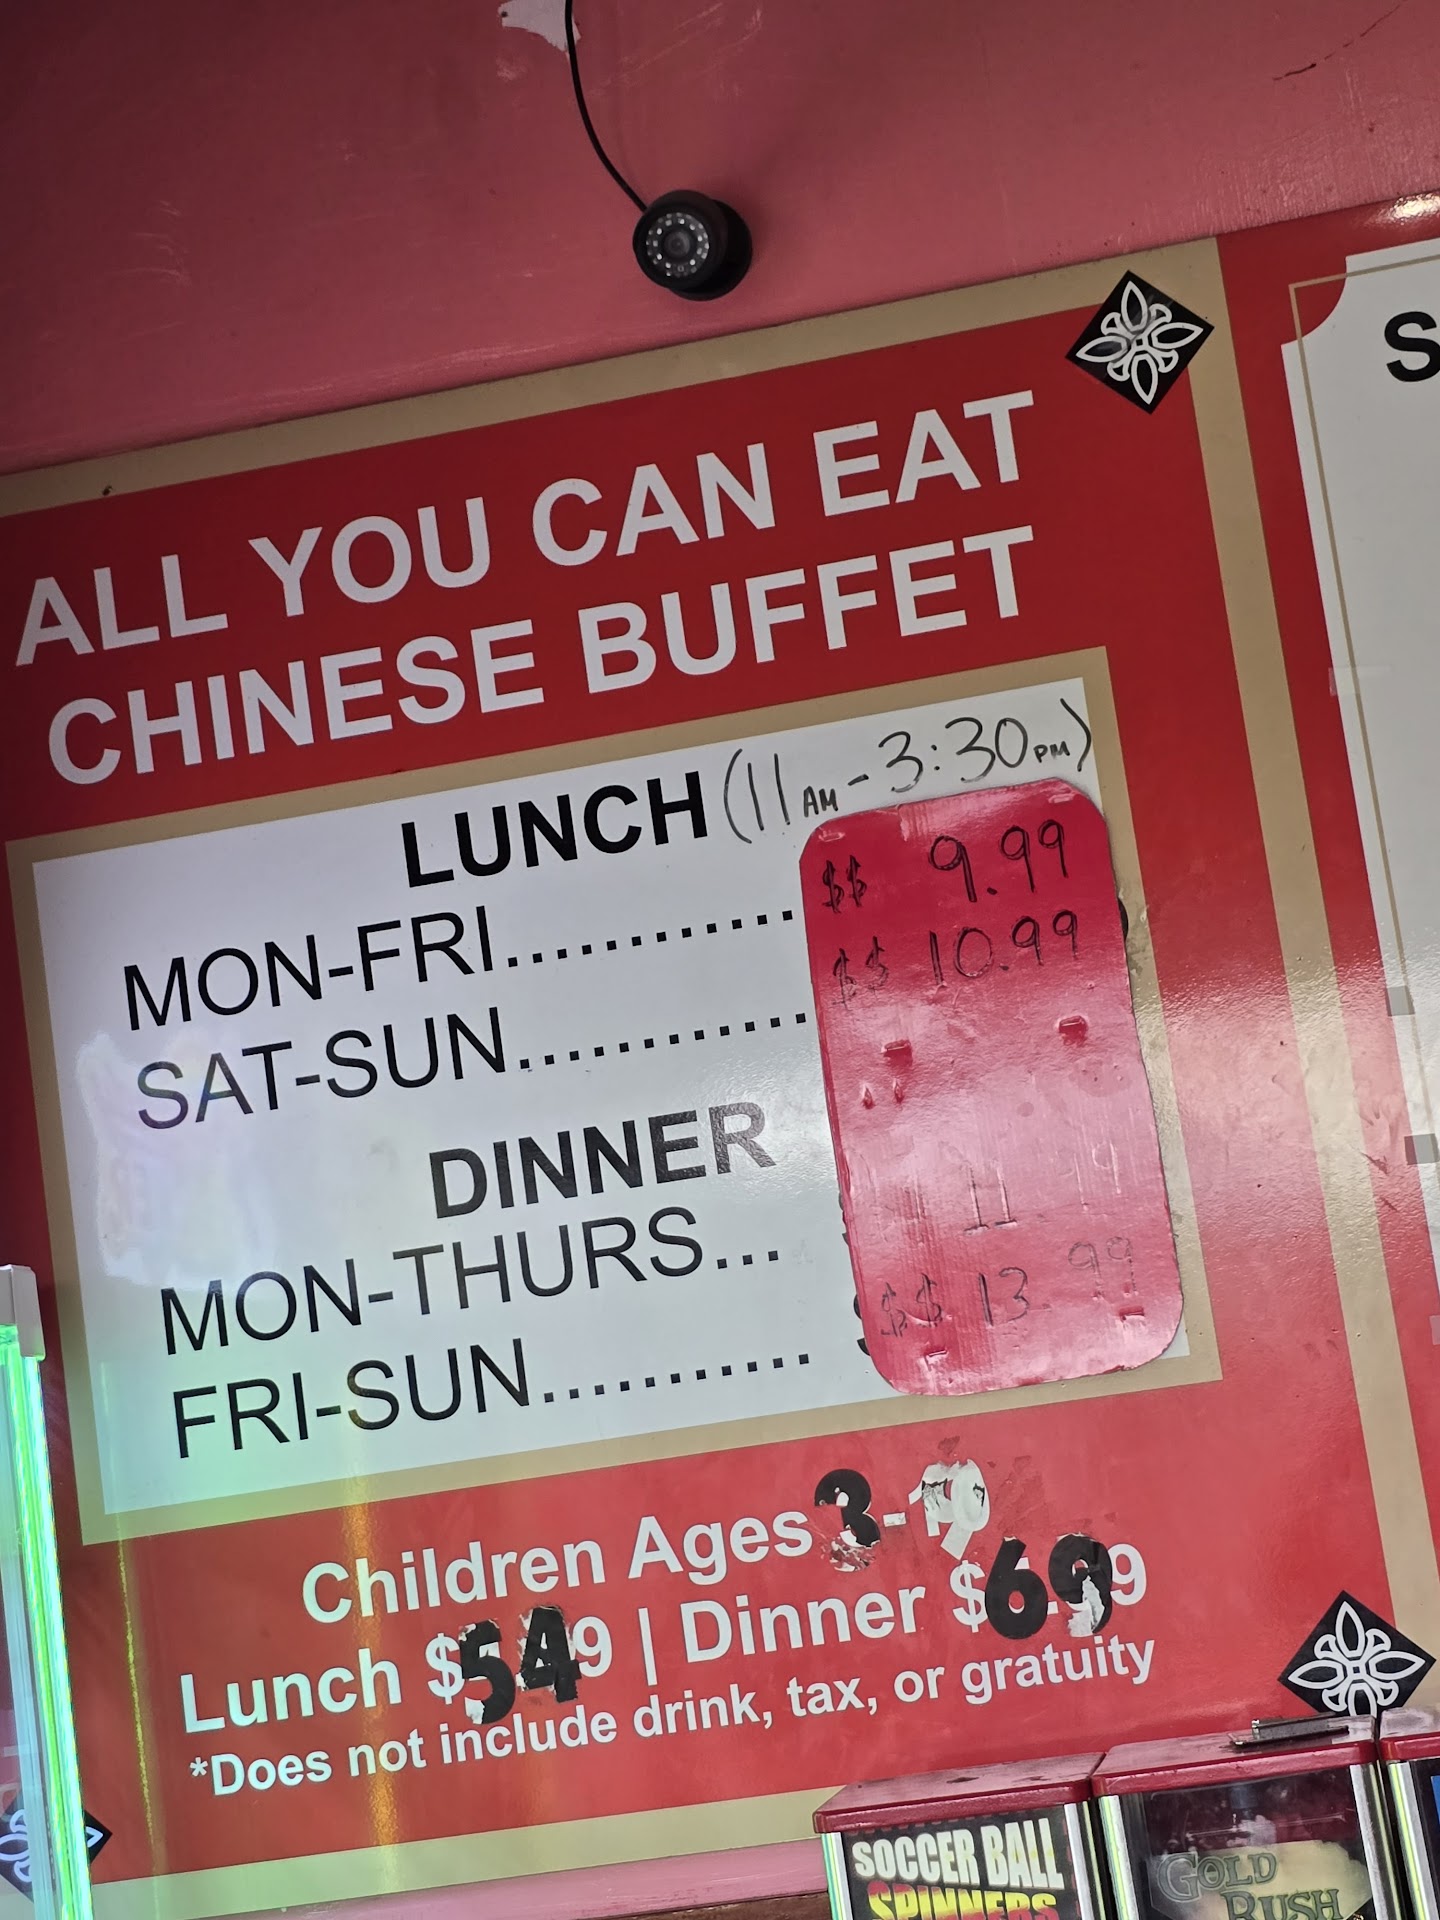 ALL YOU CAN EAT
CHINESE BUFFET
LUNCH (11AM-3:30PM)
MON-FRI............ $$ 9.99
SAT-SUN............ $$ 10.99
DINNER
MON-THURS... 11
FRI-SUN........... $$ 13.99
Children Ages 3-10
Lunch $5.49 | Dinner $6.99
*Does not include drink, tax, or gratuity
S
SOCCER BALL
SPINNERS
GOLD
RUSH